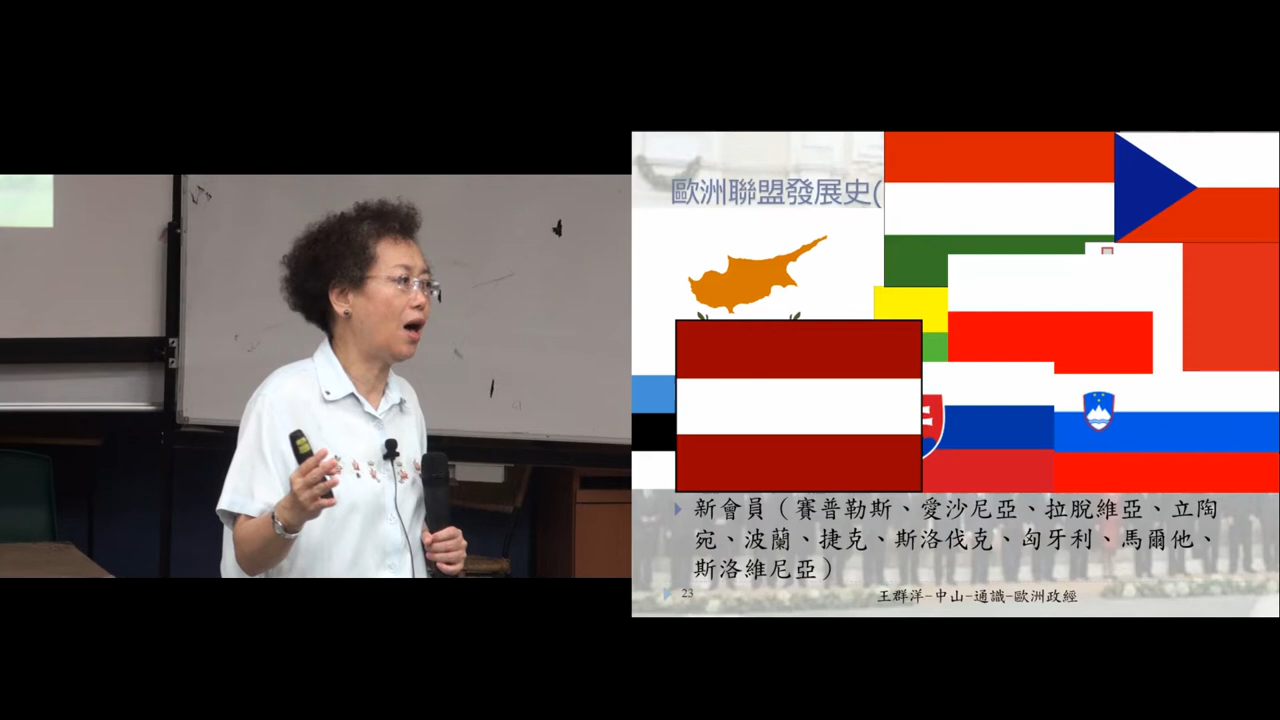 歐洲聯盟發展史(
新會員（賽普勒斯、愛沙尼亞、拉脫維亞、立陶
宛、波蘭、捷克、斯洛伐克、匈牙利、馬爾他、
斯洛維尼亞）
23
王群洋-中山-通識-歐洲政經